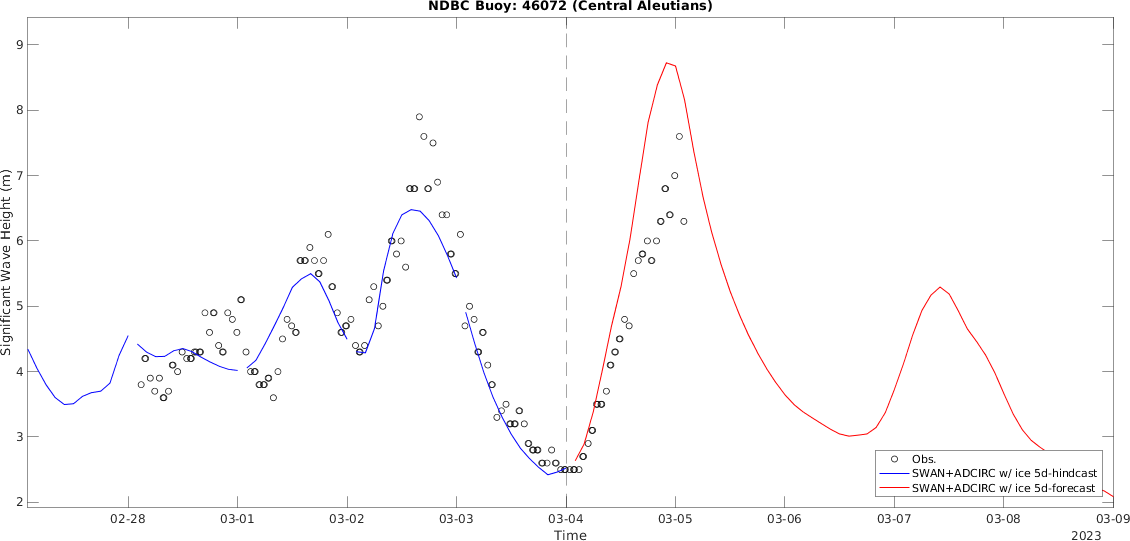 NDBC Buoy: 46072 (Central Aleutians)
9
8
7
6
5
4
3
2
Significant Wave Height (m)
Obs.
SWAN+ADCIRC w/ ice 5d-hindcast
SWAN+ADCIRC w/ ice 5d-forecast
02-28 03-01 03-02 03-03 03-04 03-05 03-06 03-07 03-08 03-09
Time
2023